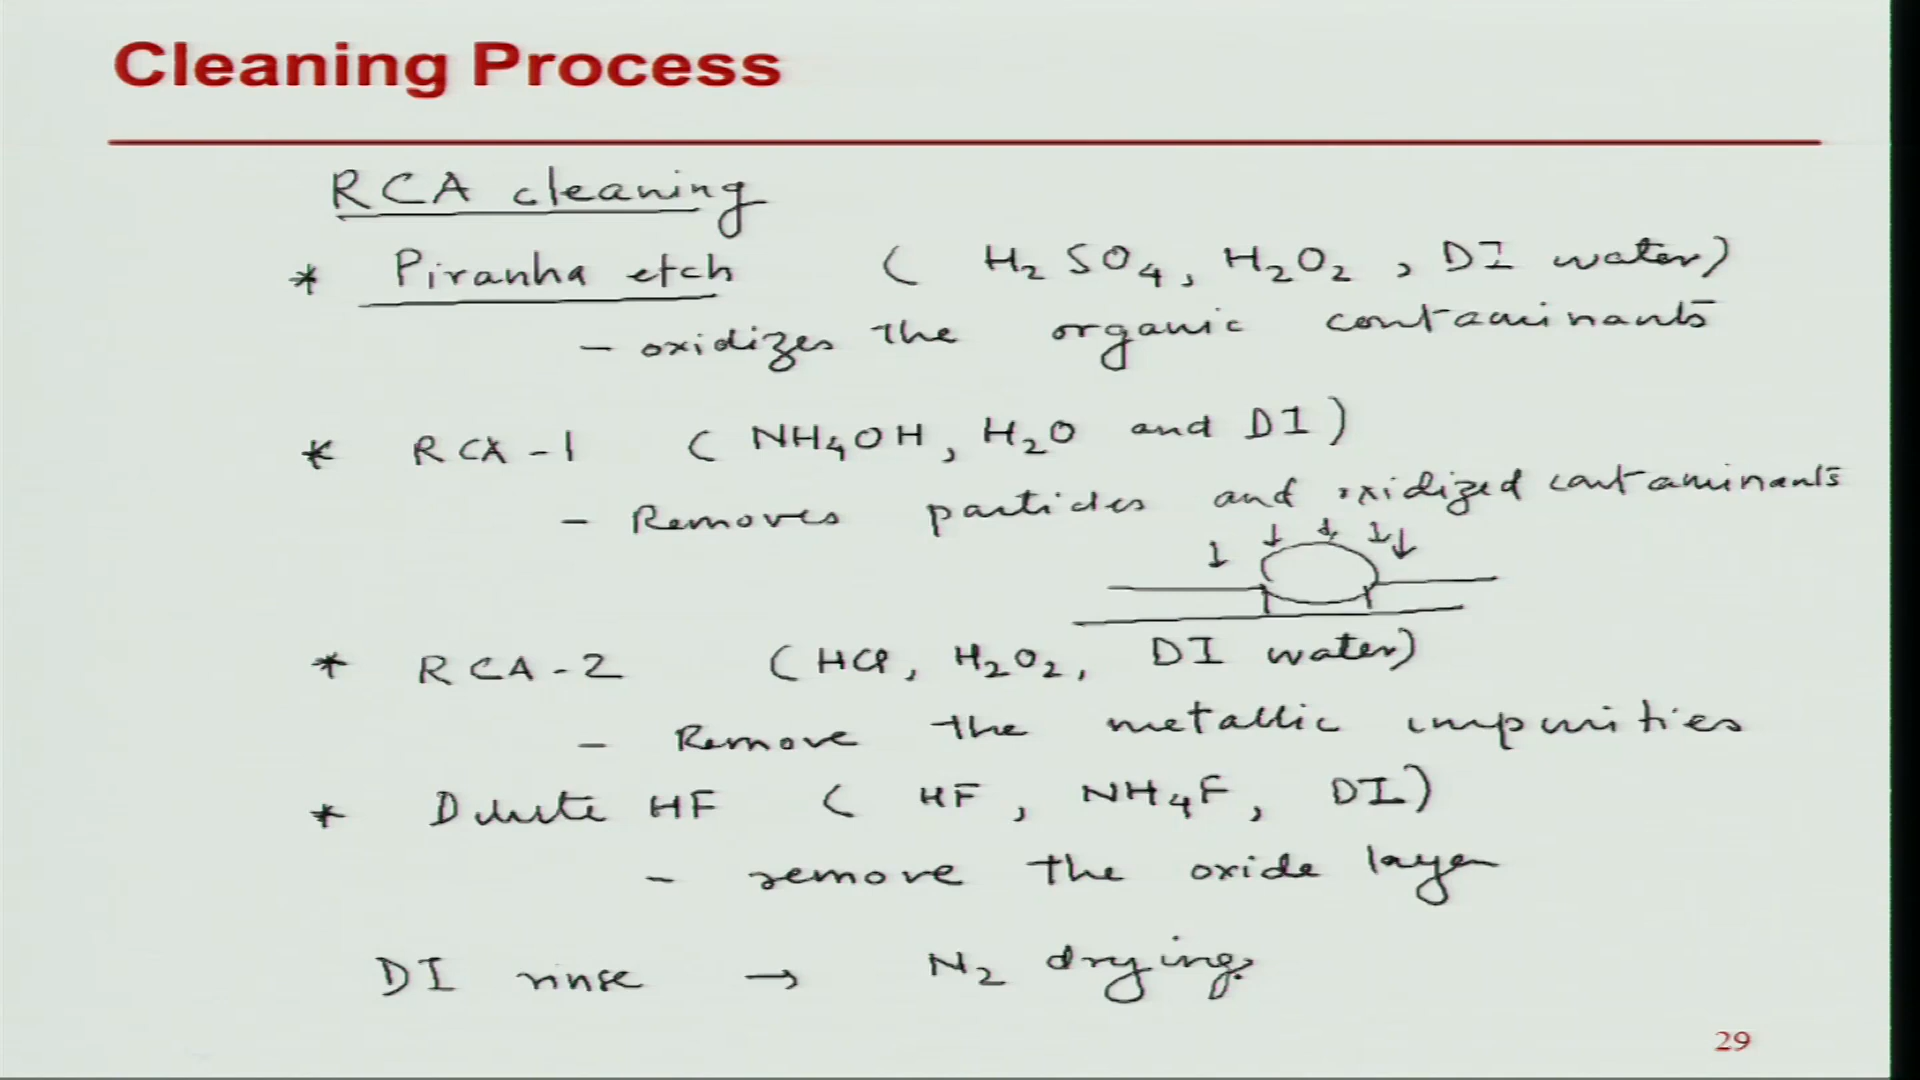 Cleaning Process
RCA cleaning
* Piranha etch ( H2SO4, H2O2, DI water)
- oxidizes the organic contaminants
* RCA-1 ( NH4OH, H2O and DI )
- Removes particles and oxidized contaminants
* RCA-2 (HCl, H2O2, DI water)
- Remove the metallic impurities
* Dilute HF ( HF, NH4F, DI)
- remove the oxide layer
DI rinse → N2 drying.
29